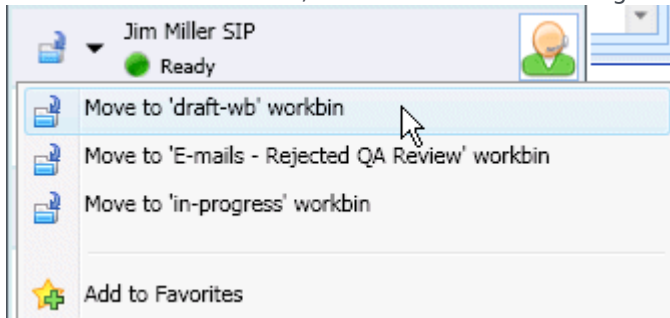 Jim Miller SIP
Ready
Move to 'draft-wb' workbin
Move to 'E-mails - Rejected QA Review' workbin
Move to 'in-progress' workbin
Add to Favorites